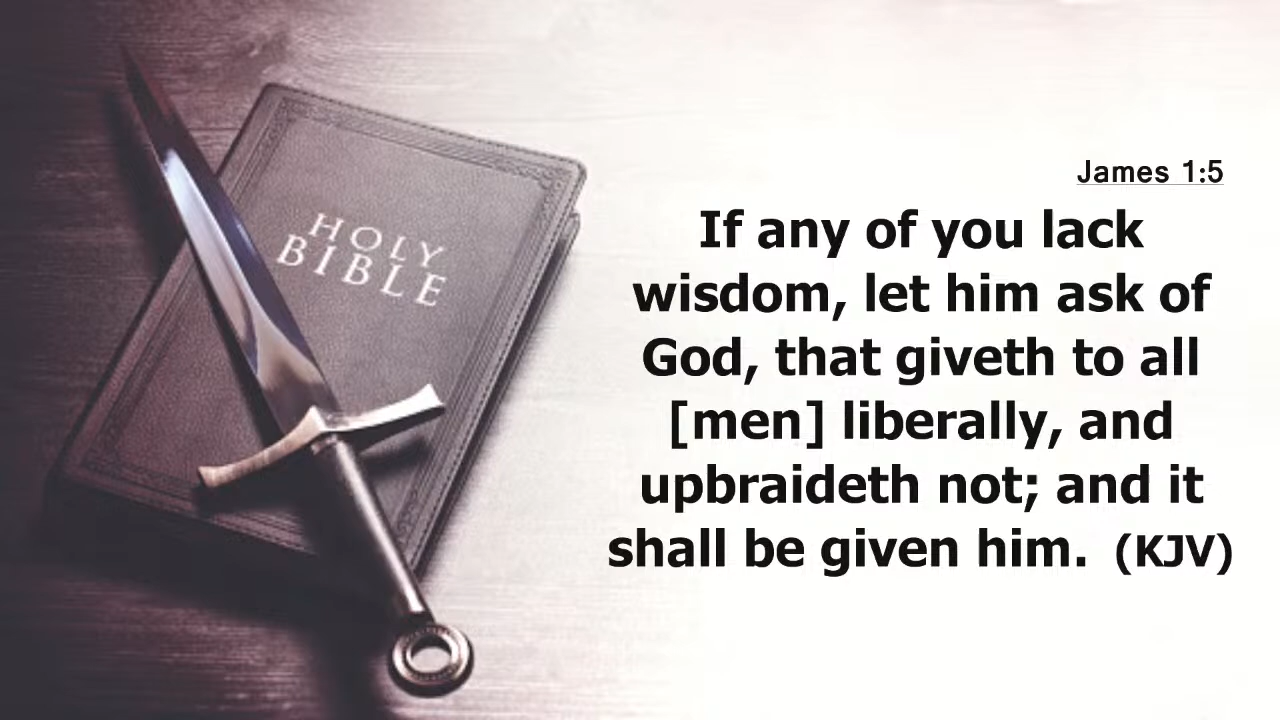 HOLY
BIBLE
James 1:5
If any of you lack
wisdom, let him ask of
God, that giveth to all
[men] liberally, and
upbraideth not; and it
shall be given him. (KJV)